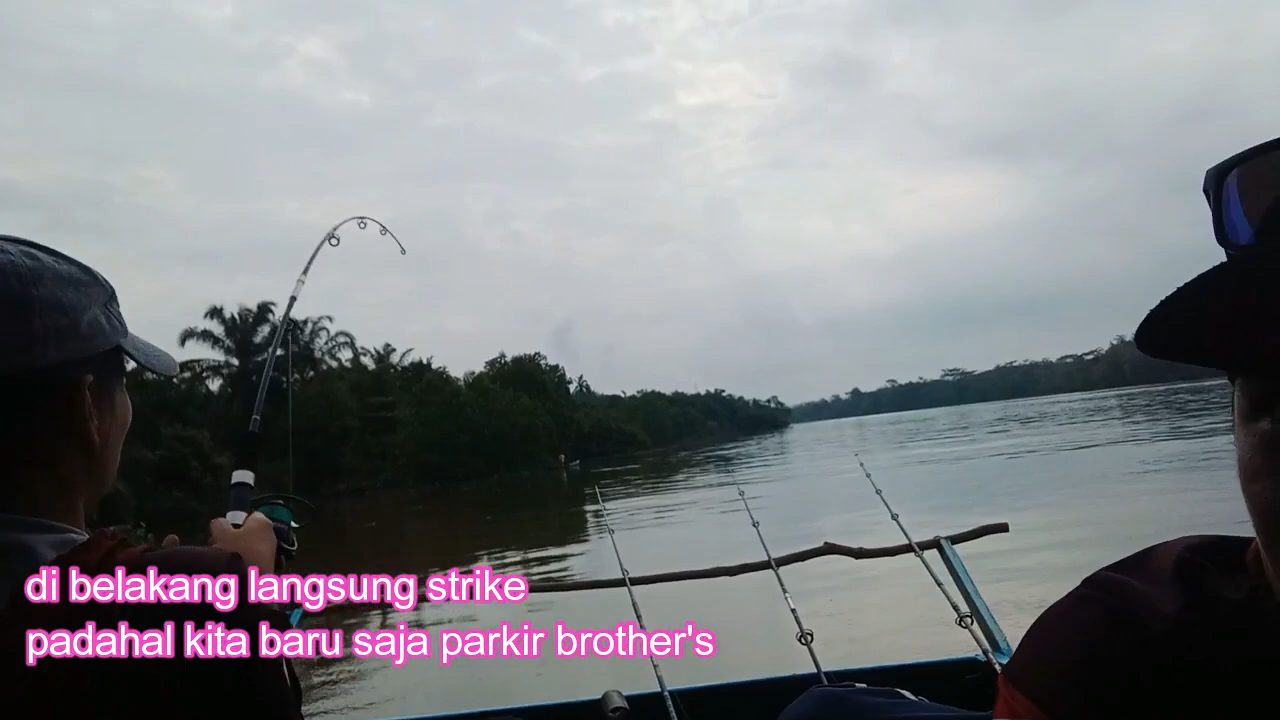 di belakang langsung strike
padahal kita baru saja parkir brother's